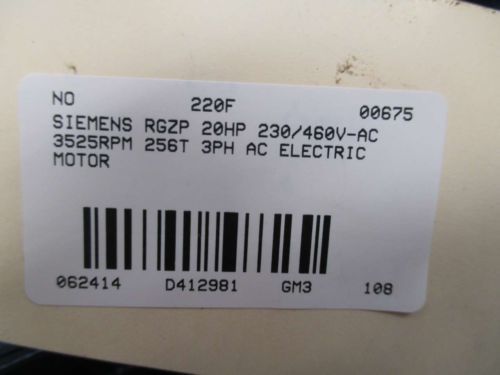 NO 220F 00675
SIEMENS RGZP 20HP 230/460V-AC
3525RPM 256T 3PH AC ELECTRIC
MOTOR
062414 D412981 GM3 108